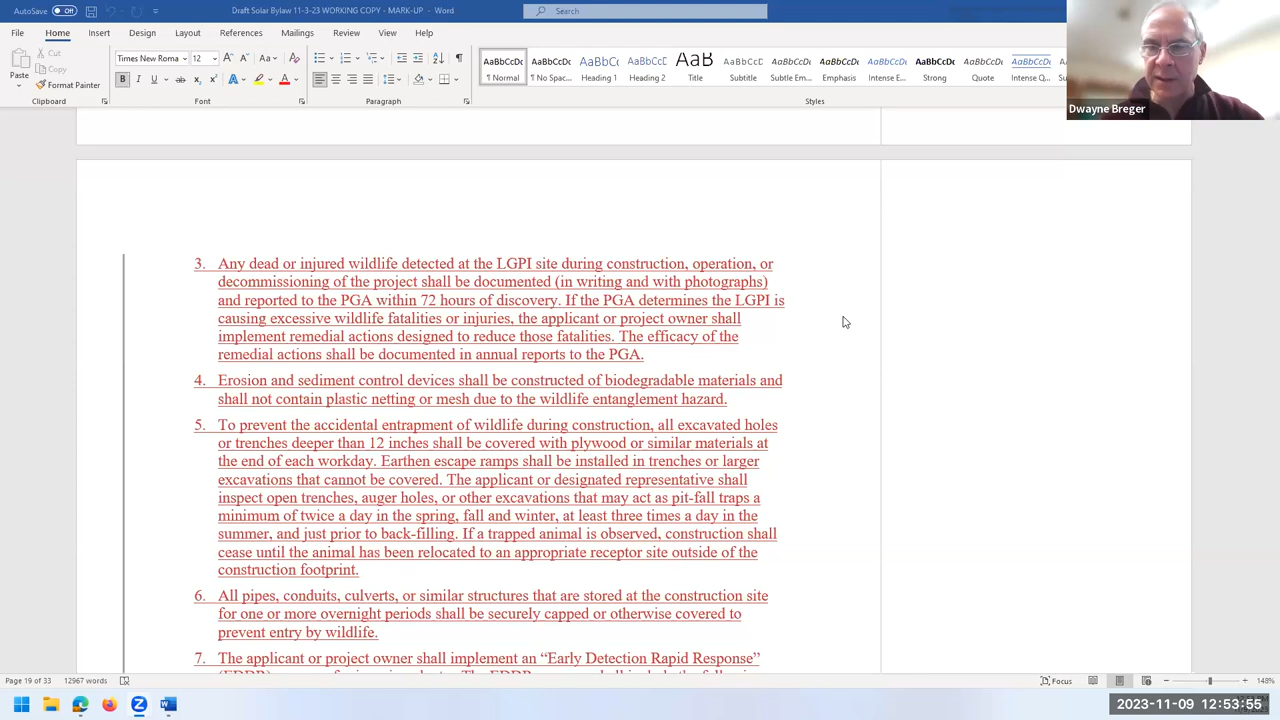 AutoSave Off Draft Solar Bylaw 11-3-23 WORKING COPY - MARK-UP - Word Search
File Home Insert Design Layout References Mailings Review View Help
Cut
Copy
Format Painter
Paste
Clipboard
Times New Roma 12
Font
Paragraph
AaBbCcDc AaBbCcDc AaBbC AaBbCcD AaB AaBbCcD AaBbCcDc AaBbCcDc AaBbCcDc AaBbCcDc AaBbCcDc AaBbCcDc
¶ Normal ¶ No Spac... Heading 1 Heading 2 Title Subtitle Subtle Em... Emphasis Intense E... Strong Quote Intense Q...
Styles
Dwayne Breger
3. Any dead or injured wildlife detected at the LGPI site during construction, operation, or
decommissioning of the project shall be documented (in writing and with photographs)
and reported to the PGA within 72 hours of discovery. If the PGA determines the LGPI is
causing excessive wildlife fatalities or injuries, the applicant or project owner shall
implement remedial actions designed to reduce those fatalities. The efficacy of the
remedial actions shall be documented in annual reports to the PGA.
4. Erosion and sediment control devices shall be constructed of biodegradable materials and
shall not contain plastic netting or mesh due to the wildlife entanglement hazard.
5. To prevent the accidental entrapment of wildlife during construction, all excavated holes
or trenches deeper than 12 inches shall be covered with plywood or similar materials at
the end of each workday. Earthen escape ramps shall be installed in trenches or larger
excavations that cannot be covered. The applicant or designated representative shall
inspect open trenches, auger holes, or other excavations that may act as pit-fall traps a
minimum of twice a day in the spring, fall and winter, at least three times a day in the
summer, and just prior to back-filling. If a trapped animal is observed, construction shall
cease until the animal has been relocated to an appropriate receptor site outside of the
construction footprint.
6. All pipes, conduits, culverts, or similar structures that are stored at the construction site
for one or more overnight periods shall be securely capped or otherwise covered to
prevent entry by wildlife.
7. The applicant or project owner shall implement an “Early Detection Rapid Response”
Page 19 of 33 12967 words Focus 148%
2023-11-09 12:53:55